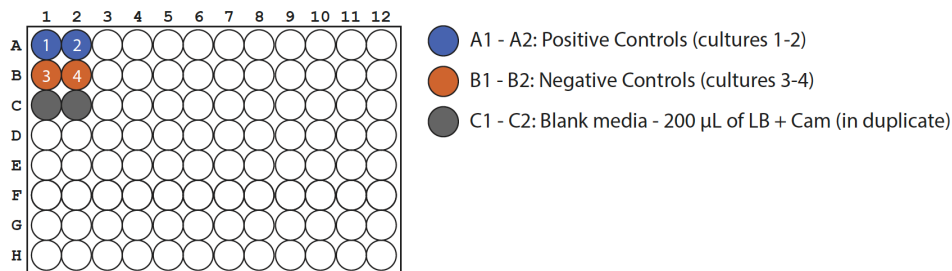 1 2 3 4 5 6 7 8 9 10 11 12
A 1 2
B 3 4
C
D
E
F
G
H
A1 - A2: Positive Controls (cultures 1-2)
B1 - B2: Negative Controls (cultures 3-4)
C1 - C2: Blank media - 200 µL of LB + Cam (in duplicate)